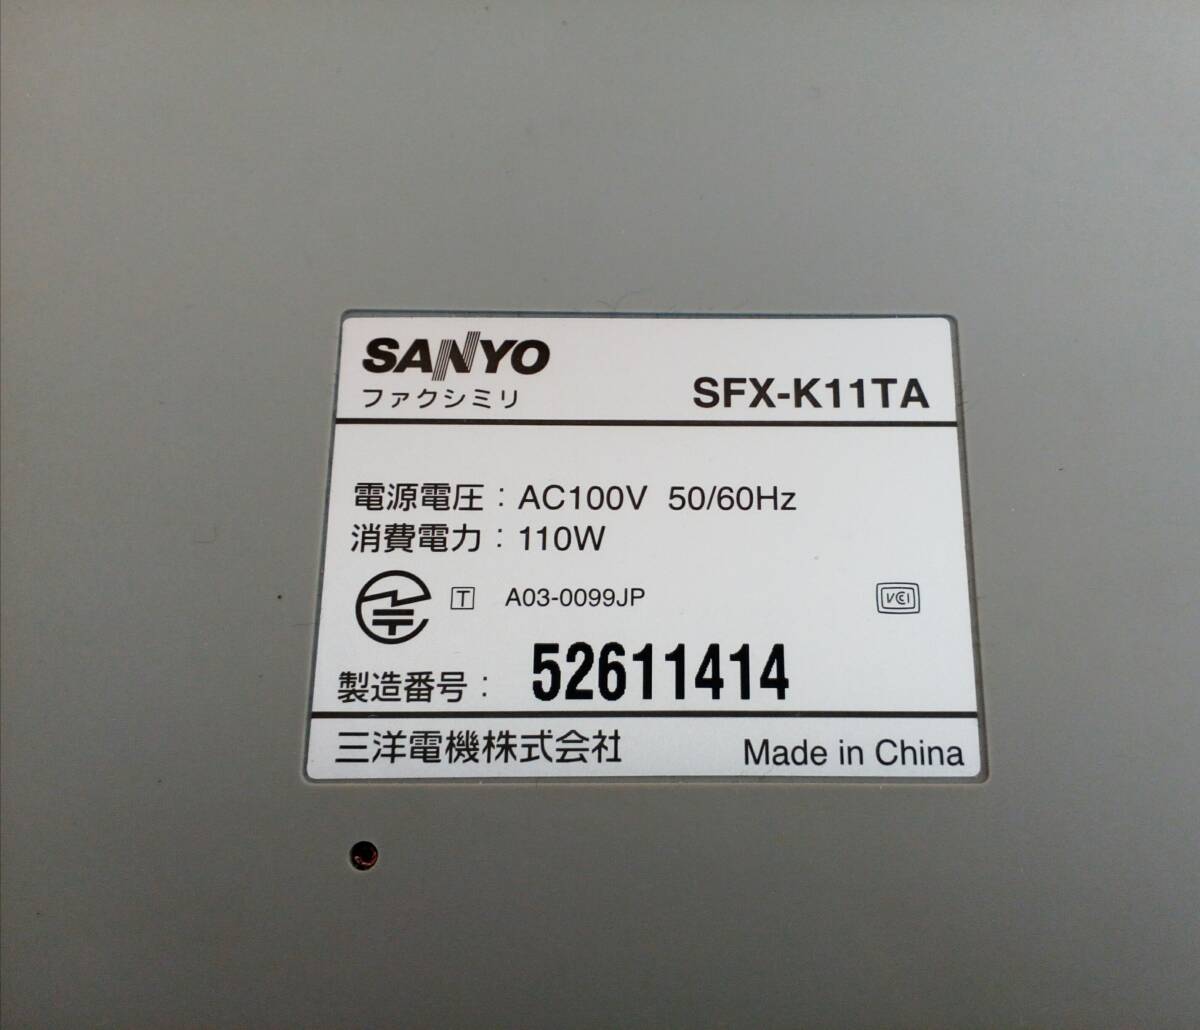 SANYO
ファクシミリ SFX-K11TA
電源電圧：AC100V 50/60Hz
消費電力：110W
T A03-0099JP VCCI
製造番号：52611414
三洋電機株式会社 Made in China